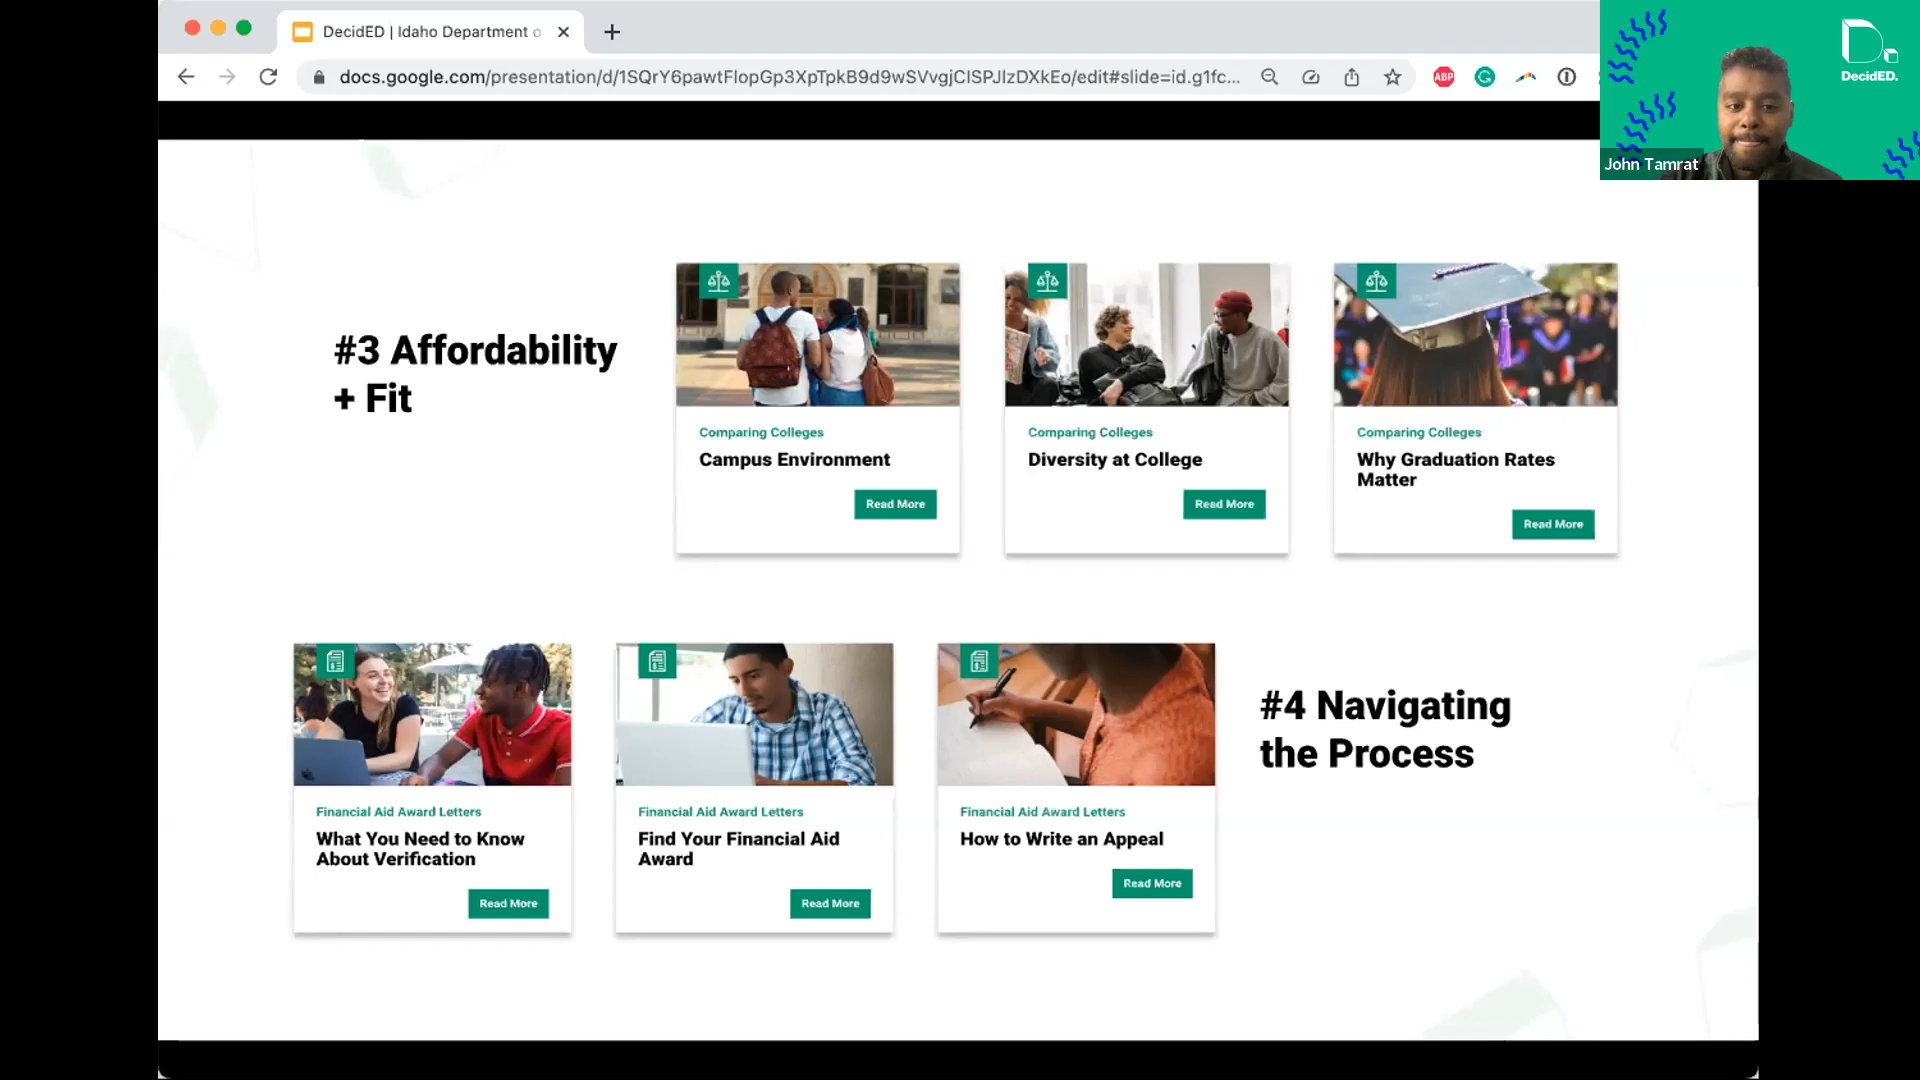 DecidED | Idaho Department o
docs.google.com/presentation/d/1SQrY6pawtFlopGp3XpTpkB9d9wSVvgjCISPJIzDXkEo/edit#slide=id.g1fc...
ABP
DecidED.
John Tamrat
#3 Affordability
+ Fit
Comparing Colleges
Campus Environment
Read More
Comparing Colleges
Diversity at College
Read More
Comparing Colleges
Why Graduation Rates
Matter
Read More
Financial Aid Award Letters
What You Need to Know
About Verification
Read More
Financial Aid Award Letters
Find Your Financial Aid
Award
Read More
Financial Aid Award Letters
How to Write an Appeal
Read More
#4 Navigating
the Process